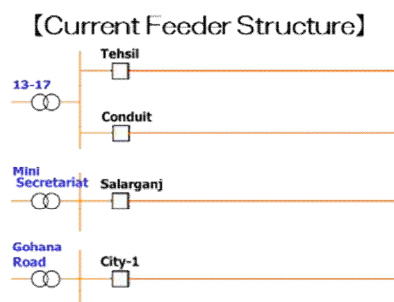 【Current Feeder Structure】
Tehsil
13-17
Conduit
Mini
Secretariat
Salarganj
Gohana
Road
City-1